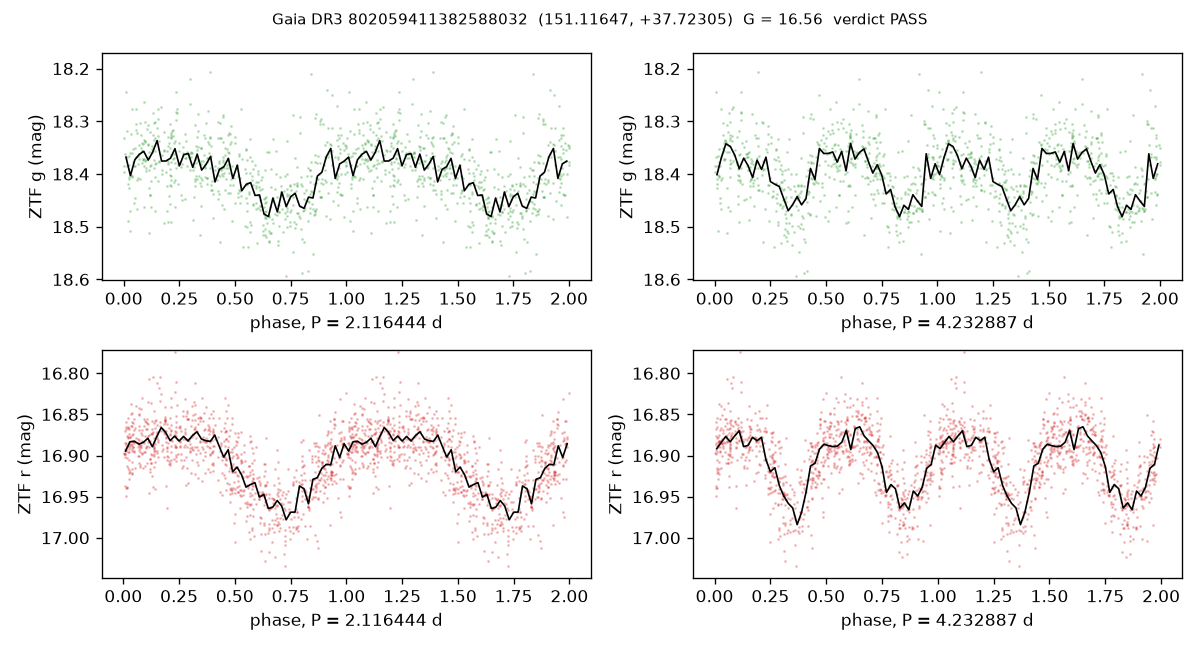 Gaia DR3 802059411382588032 (151.11647, +37.72305) G = 16.56 verdict PASS
ZTF g (mag)
18.2
18.3
18.4
18.5
18.6
0.00 0.25 0.50 0.75 1.00 1.25 1.50 1.75 2.00
phase, P = 2.116444 d
ZTF g (mag)
18.2
18.3
18.4
18.5
18.6
0.00 0.25 0.50 0.75 1.00 1.25 1.50 1.75 2.00
phase, P = 4.232887 d
ZTF r (mag)
16.80
16.85
16.90
16.95
17.00
0.00 0.25 0.50 0.75 1.00 1.25 1.50 1.75 2.00
phase, P = 2.116444 d
ZTF r (mag)
16.80
16.85
16.90
16.95
17.00
0.00 0.25 0.50 0.75 1.00 1.25 1.50 1.75 2.00
phase, P = 4.232887 d